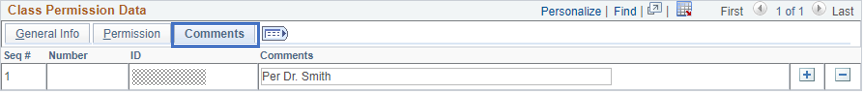 Class Permission Data Personalize | Find | | First 1 of 1 Last
General Info Permission Comments
Seq # Number ID Comments
1 Per Dr. Smith